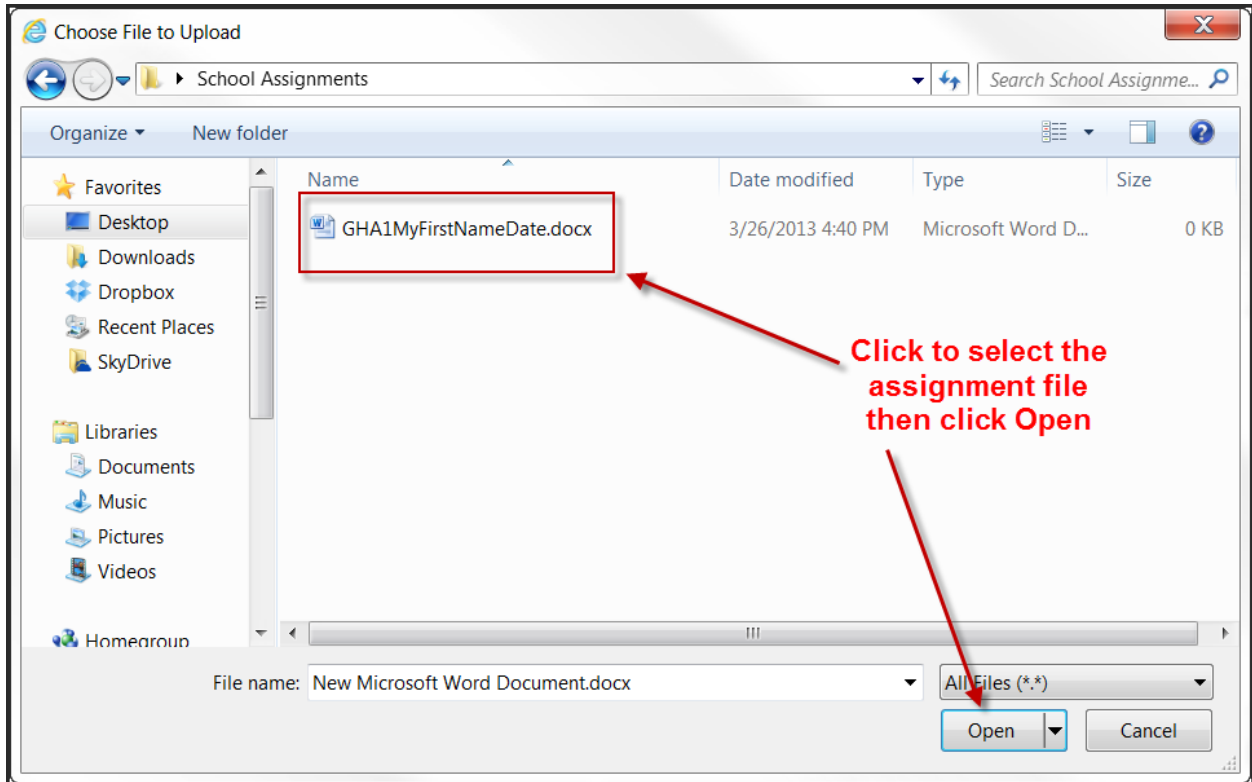 Choose File to Upload
School Assignments
Search School Assignme...
Organize
New folder
Name
Date modified
Type
Size
Favorites
GHA1MyFirstNameDate.docx
3/26/2013 4:40 PM
Microsoft Word D...
0 KB
Desktop
Downloads
Dropbox
Recent Places
SkyDrive
Libraries
Documents
Music
Pictures
Videos
Homegroup
Click to select the
assignment file
then click Open
File name:
New Microsoft Word Document.docx
All Files (*.*)
Open
Cancel